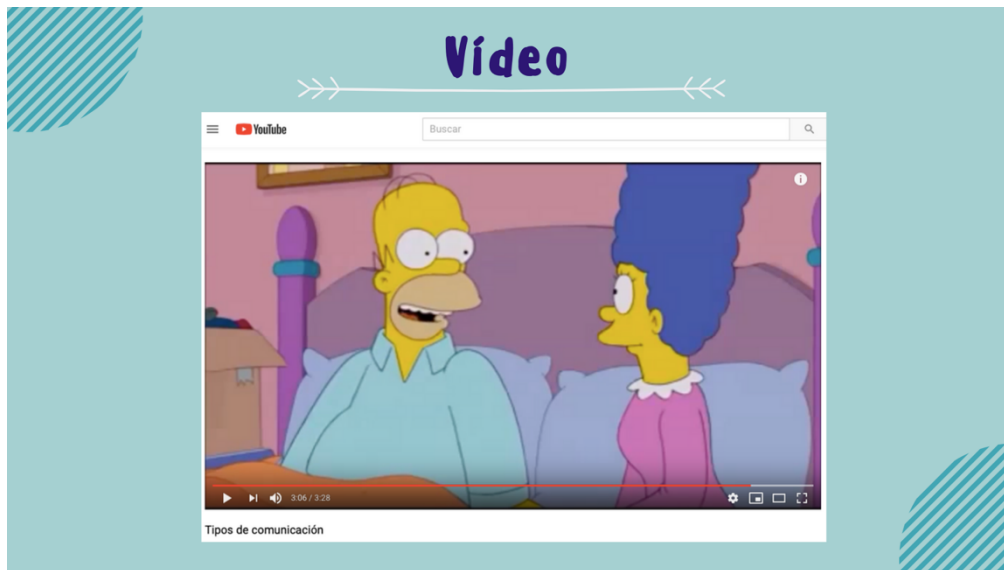 Vídeo
YouTube
Buscar
3:06 / 3:28
Tipos de comunicación